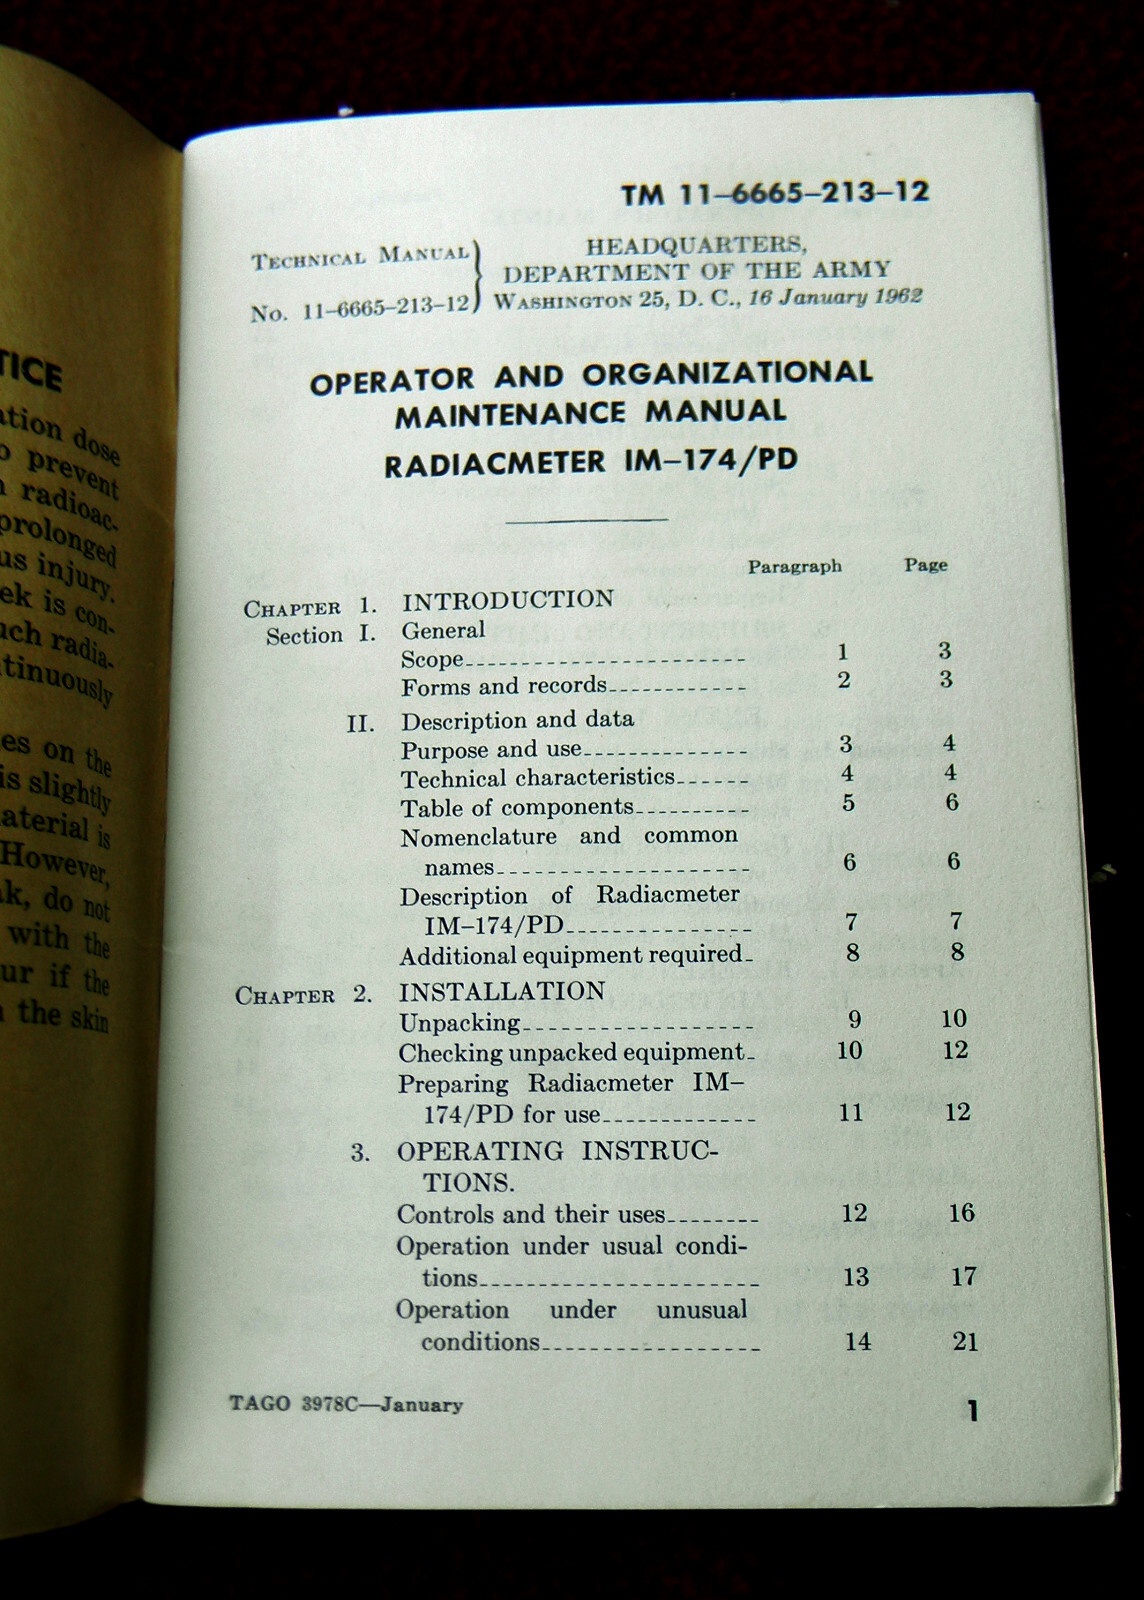 TICE
dose
prevent
radioac-
prolonged
injury.
is con-
radia-
on the
is slightly
is
However,
do not
with the
if the
the skin
TM 11–6665–213–12
TECHNICAL MANUAL
No. 11–6665–213–12
HEADQUARTERS,
DEPARTMENT OF THE ARMY
WASHINGTON 25, D. C., 16 January 1962
OPERATOR AND ORGANIZATIONAL
MAINTENANCE MANUAL
RADIACMETER IM–174/PD
Paragraph Page
CHAPTER 1. INTRODUCTION
Section I. General
Scope------------------------ 1 3
Forms and records------------ 2 3
II. Description and data
Purpose and use-------------- 3 4
Technical characteristics------ 4 4
Table of components---------- 5 6
Nomenclature and common
names---------------------- 6 6
Description of Radiacmeter
IM–174/PD---------------- 7 7
Additional equipment required- 8 8
CHAPTER 2. INSTALLATION
Unpacking------------------- 9 10
Checking unpacked equipment- 10 12
Preparing Radiacmeter IM–
174/PD for use------------- 11 12
3. OPERATING INSTRUC-
TIONS.
Controls and their uses-------- 12 16
Operation under usual condi-
tions----------------------- 13 17
Operation under unusual
conditions------------------ 14 21
TAGO 3978C—January 1